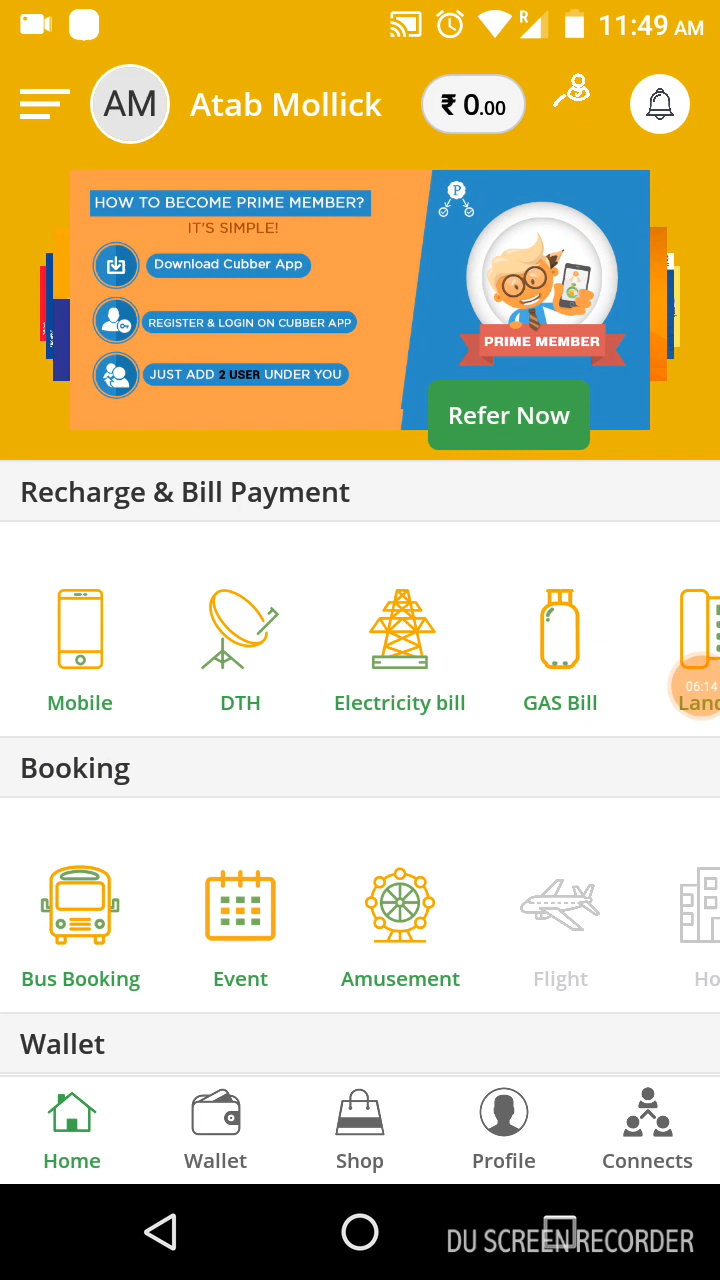 R
11:49 AM
AM
Atab Mollick
₹ 0.00
HOW TO BECOME PRIME MEMBER?
IT'S SIMPLE!
Download Cubber App
REGISTER & LOGIN ON CUBBER APP
JUST ADD 2 USER UNDER YOU
P
PRIME MEMBER
Refer Now
Recharge & Bill Payment
Mobile
DTH
Electricity bill
GAS Bill
Land
06:14
Booking
Bus Booking
Event
Amusement
Flight
Ho
Wallet
Home
Wallet
Shop
Profile
Connects
DU SCREEN RECORDER